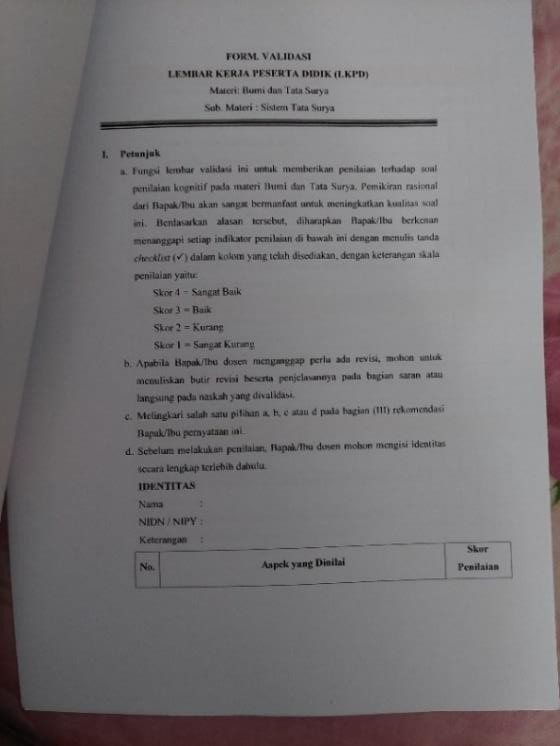 FORM. VALIDASI
LEMBAR KERJA PESERTA DIDIK (LKPD)
Materi: Bumi dan Tata Surya
Sub. Materi : Sistem Tata Surya
I. Petunjuk
a. Fungsi lembar validasi ini untuk memberikan penilaian terhadap soal
penilaian kognitif pada materi Bumi dan Tata Surya. Pemikiran rasional
dari Bapak/Ibu akan sangat bermanfaat untuk meningkatkan kualitas soal
ini. Berdasarkan alasan tersebut, diharapkan Bapak/Ibu berkenan
menanggapi setiap indikator penilaian di bawah ini dengan menulis tanda
checklist (✓) dalam kolom yang telah disediakan, dengan keterangan skala
penilaian yaitu:
Skor 4 = Sangat Baik
Skor 3 = Baik
Skor 2 = Kurang
Skor 1 = Sangat Kurang
b. Apabila Bapak/Ibu dosen menganggap perlu ada revisi, mohon untuk
menuliskan butir revisi beserta penjelasannya pada bagian saran atau
langsung pada naskah yang divalidasi.
c. Melingkari salah satu pilihan a, b, c atau d pada bagian (III) rekomendasi
Bapak/Ibu pernyataan ini.
d. Sebelum melakukan penilaian, Bapak/Ibu dosen mohon mengisi identitas
secara lengkap terlebih dahulu.
IDENTITAS
Nama :
NIDN / NIPY :
Keterangan :
No. Aspek yang Dinilai Skor
Penilaian